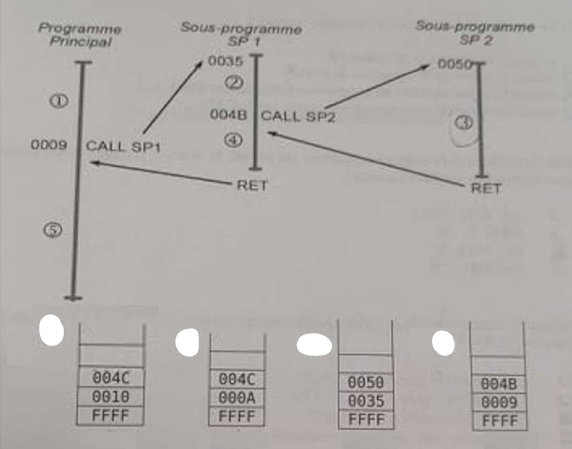 Programme
Principal
Sous-programme
SP 1
Sous-programme
SP 2
0035
0050
①
②
004B CALL SP2
③
0009 CALL SP1
④
RET
RET
⑤
004C
0010
FFFF
004C
000A
FFFF
0050
0035
FFFF
004B
0009
FFFF